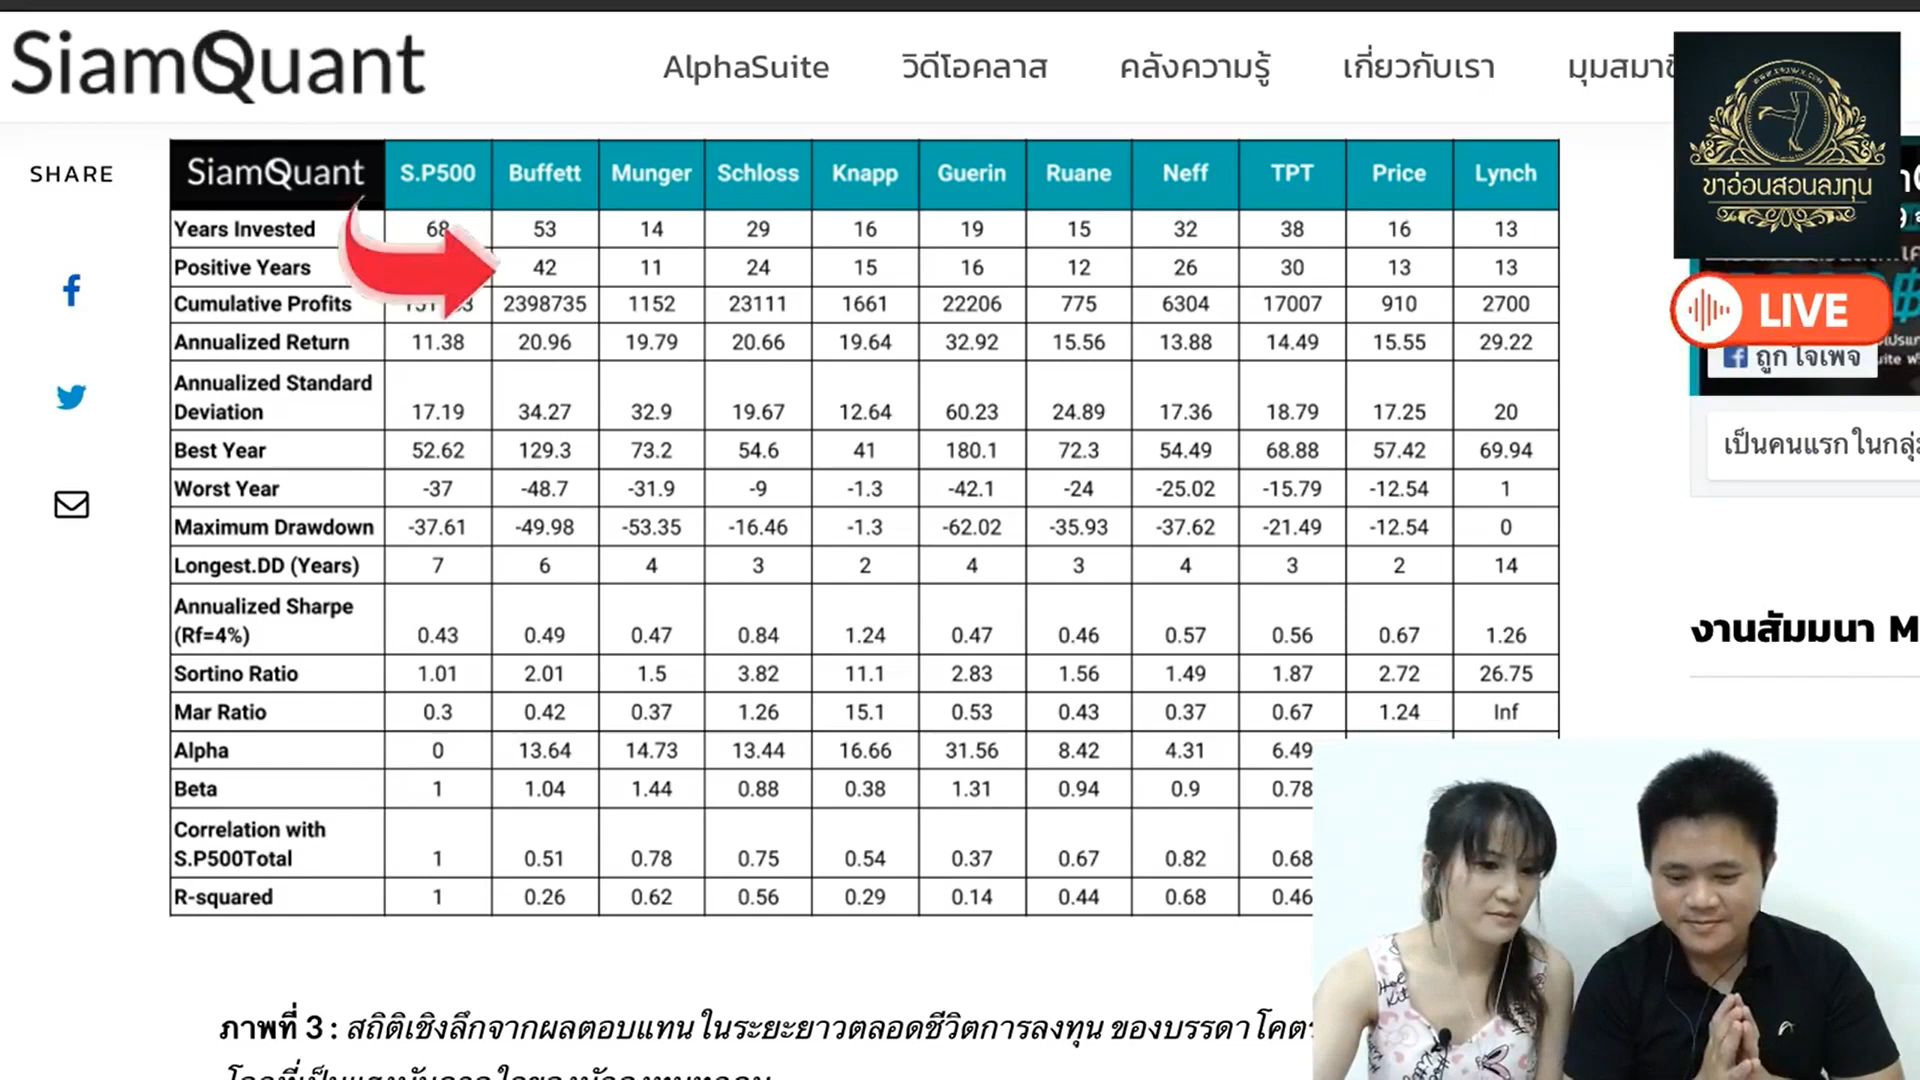 SiamQuant
AlphaSuite วิดีโอคลาส คลังความรู้ เกี่ยวกับเรา
SHARE
SiamQuant S.P500 Buffett Munger Schloss Knapp Guerin Ruane Neff TPT Price Lynch
Years Invested 68 53 14 29 16 19 15 32 38 16 13
Positive Years 42 11 24 15 16 12 26 30 13 13
Cumulative Profits 2398735 1152 23111 1661 22206 775 6304 17007 910 2700
Annualized Return 11.38 20.96 19.79 20.66 19.64 32.92 15.56 13.88 14.49 15.55 29.22
Annualized Standard
Deviation 17.19 34.27 32.9 19.67 12.64 60.23 24.89 17.36 18.79 17.25 20
Best Year 52.62 129.3 73.2 54.6 41 180.1 72.3 54.49 68.88 57.42 69.94
Worst Year -37 -48.7 -31.9 -9 -1.3 -42.1 -24 -25.02 -15.79 -12.54 1
Maximum Drawdown -37.61 -49.98 -53.35 -16.46 -1.3 -62.02 -35.93 -37.62 -21.49 -12.54 0
Longest.DD (Years) 7 6 4 3 2 4 3 4 3 2 14
Annualized Sharpe
(Rf=4%) 0.43 0.49 0.47 0.84 1.24 0.47 0.46 0.57 0.56 0.67 1.26
Sortino Ratio 1.01 2.01 1.5 3.82 11.1 2.83 1.56 1.49 1.87 2.72 26.75
Mar Ratio 0.3 0.42 0.37 1.26 15.1 0.53 0.43 0.37 0.67 1.24 Inf
Alpha 0 13.64 14.73 13.44 16.66 31.56 8.42 4.31 6.49
Beta 1 1.04 1.44 0.88 0.38 1.31 0.94 0.9 0.78
Correlation with
S.P500Total 1 0.51 0.78 0.75 0.54 0.37 0.67 0.82 0.68
R-squared 1 0.26 0.62 0.56 0.29 0.14 0.44 0.68 0.46
ภาพที่ 3 : สถิติเชิงลึกจากผลตอบแทนในระยะยาวตลอดชีวิตการลงทุน ของบรรดาโคตร
ขาอ่อนสอนลงทุน
LIVE
ถูกใจเพจ
เป็นคนแรกในกลุ่ม
งานสัมมนา M